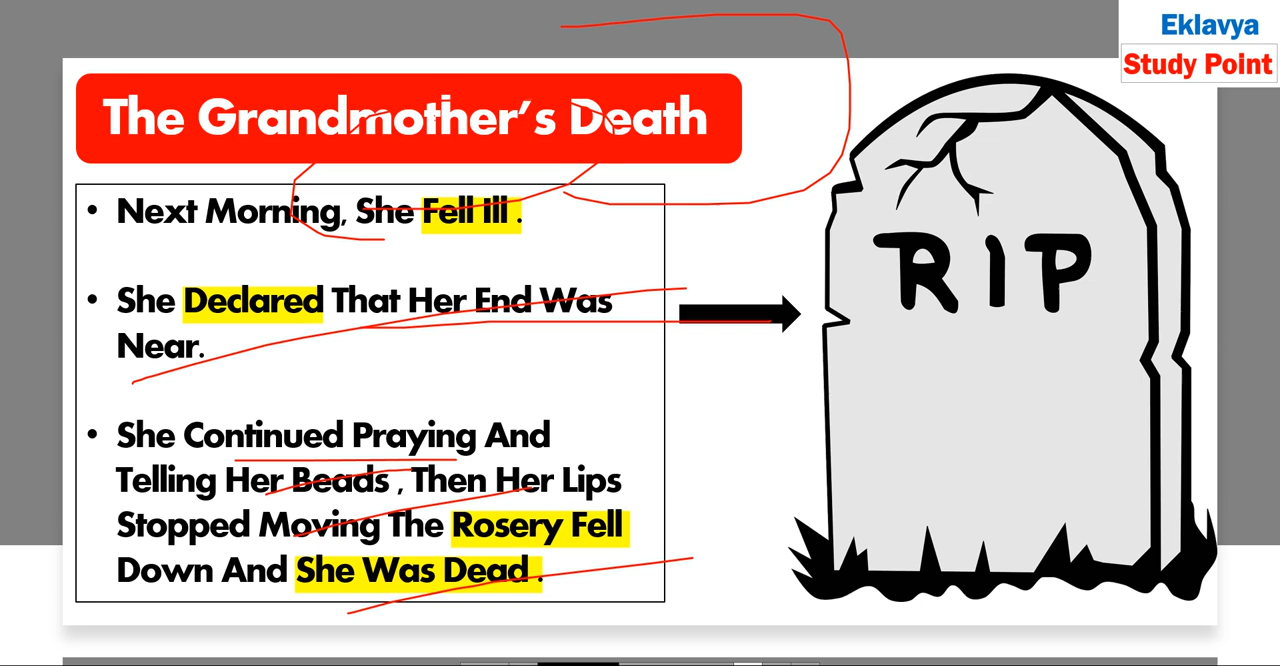 Eklavya
Study Point
The Grandmother's Death
• Next Morning, She Fell Ill .
• She Declared That Her End Was
Near.
• She Continued Praying And
Telling Her Beads , Then Her Lips
Stopped Moving The Rosery Fell
Down And She Was Dead .
RIP